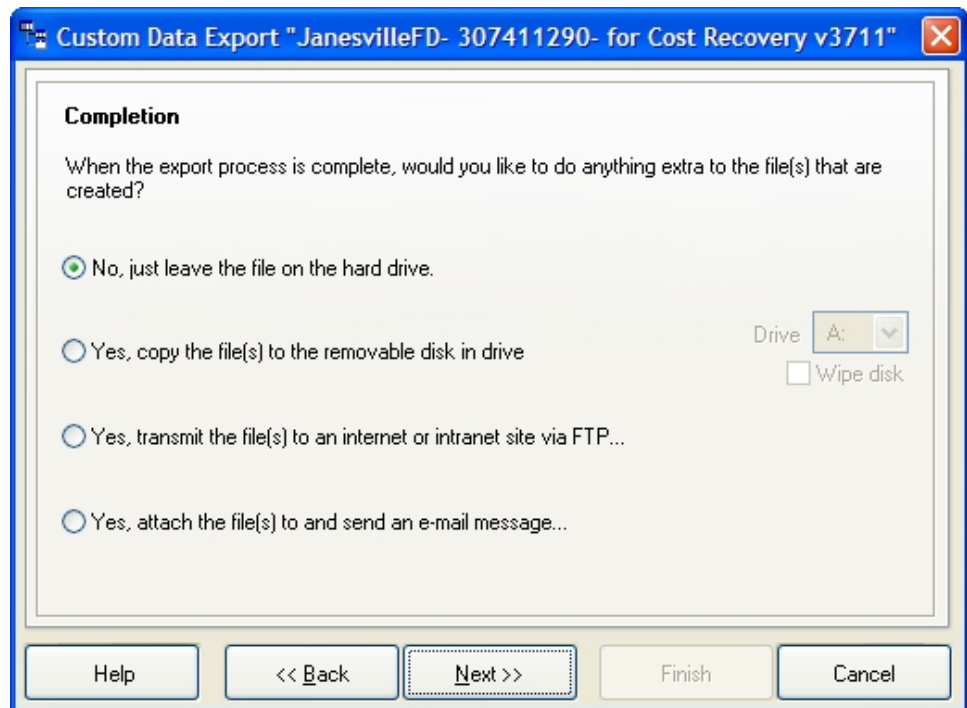 Custom Data Export "JanesvilleFD- 307411290- for Cost Recovery v3711"
Completion
When the export process is complete, would you like to do anything extra to the file(s) that are
created?
No, just leave the file on the hard drive.
Yes, copy the file(s) to the removable disk in drive
Drive A:
Wipe disk
Yes, transmit the file(s) to an internet or intranet site via FTP...
Yes, attach the file(s) to and send an e-mail message...
Help << Back Next >> Finish Cancel